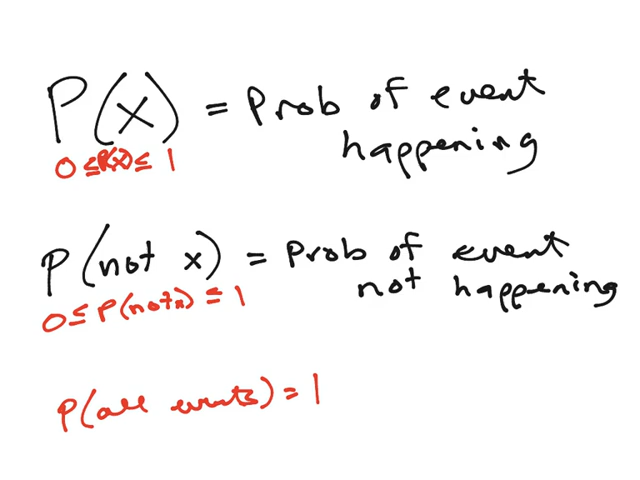 P(x) = Prob of event
happening
0 ≤ P(x) ≤ 1
P(not x) = Prob of event
not happening
0 ≤ P(not x) ≤ 1
P(all events) = 1